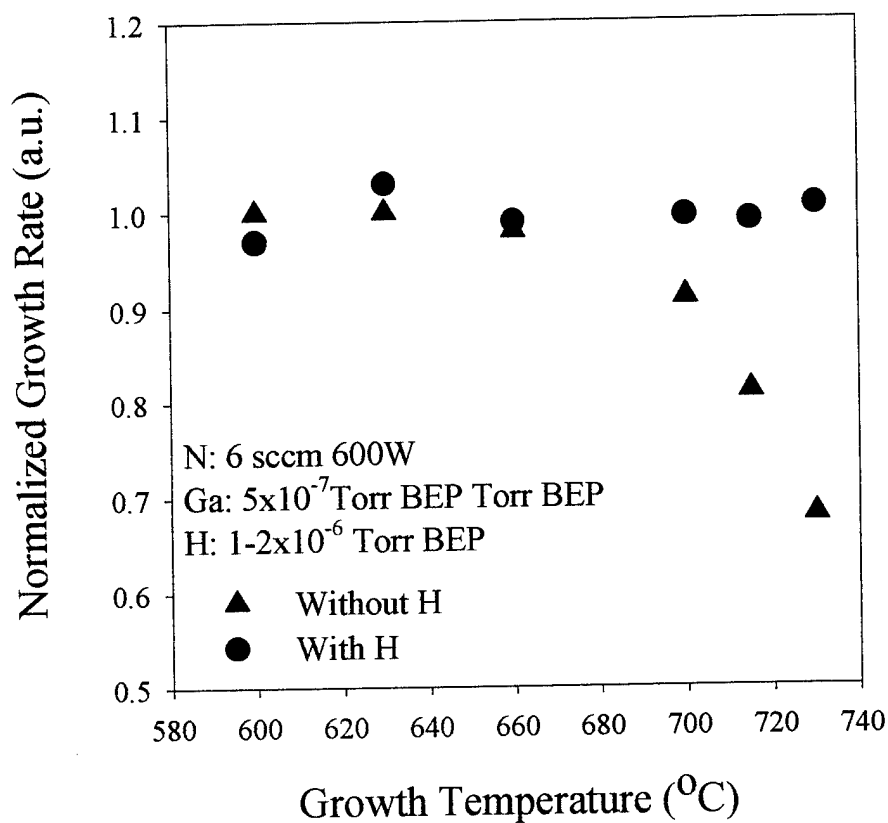 Normalized Growth Rate (a.u.)
1.2
1.1
1.0
0.9
0.8
0.7
0.6
0.5
N: 6 sccm 600W
Ga: 5x10⁻⁷Torr BEP Torr BEP
H: 1-2x10⁻⁶ Torr BEP
Without H
With H
580 600 620 640 660 680 700 720 740
Growth Temperature (⁰C)